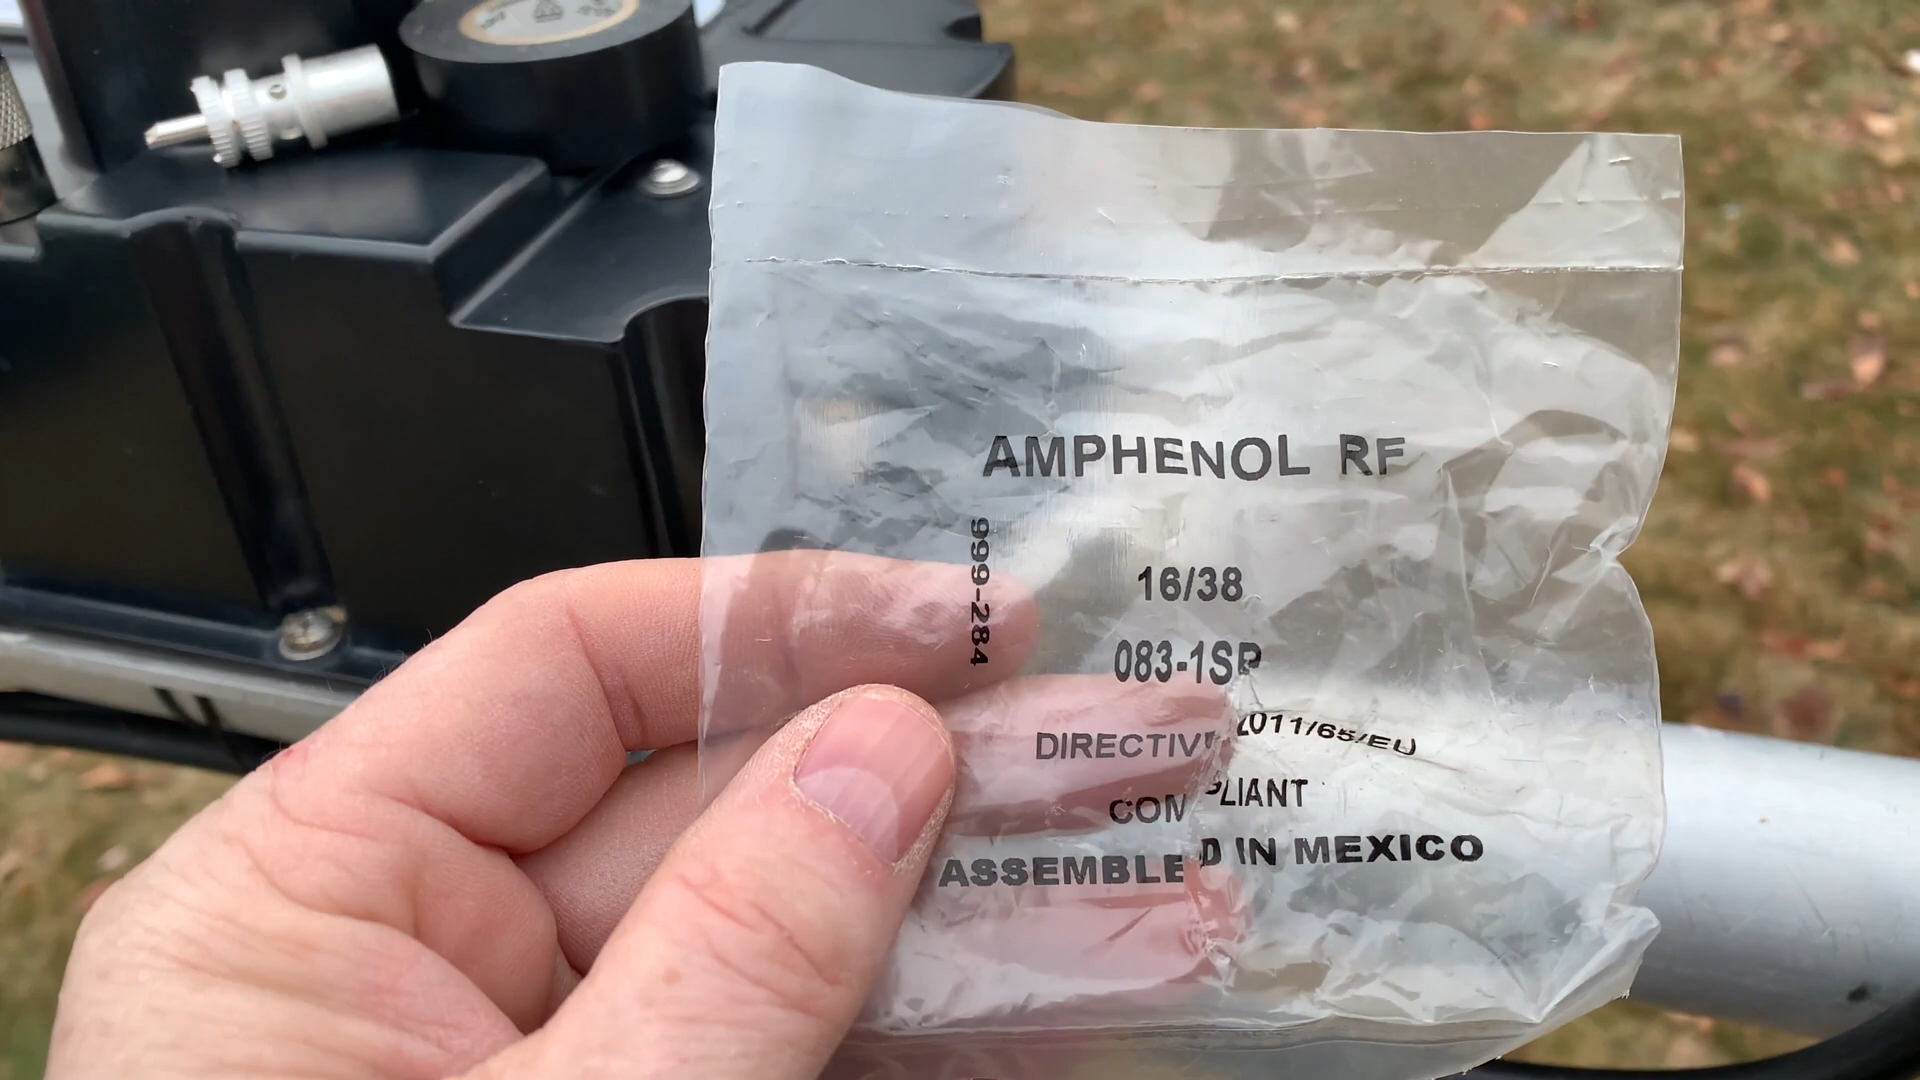 AMPHENOL RF
999-284
16/38
083-1SP
DIRECTIVE 2011/65/EU
COMPLIANT
ASSEMBLED IN MEXICO